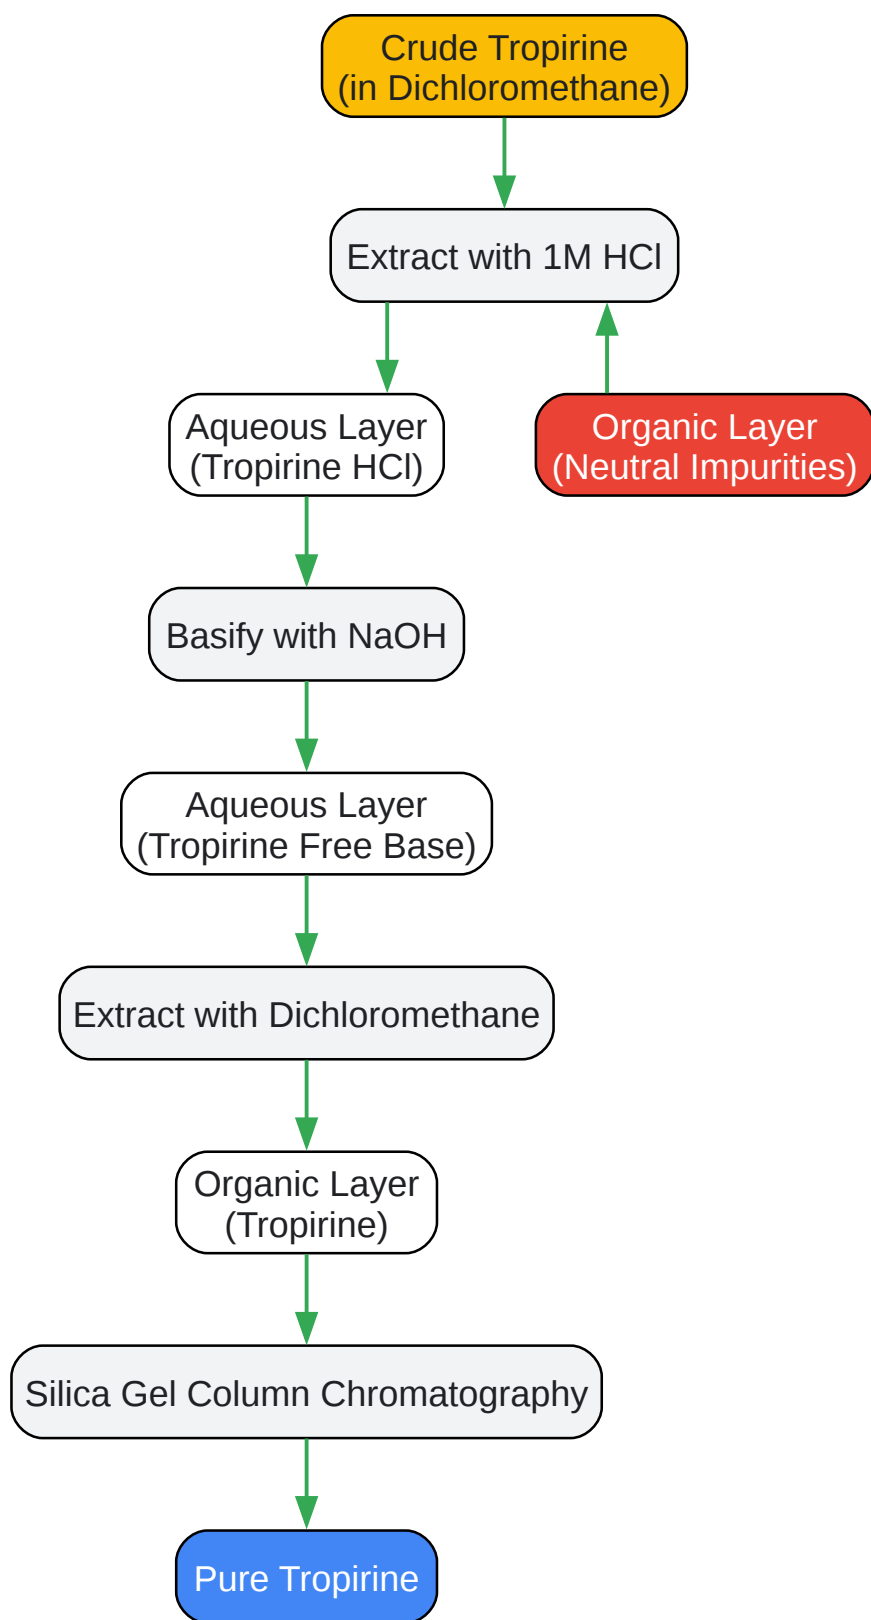 Crude Tropirine
(in Dichloromethane)
Extract with 1M HCl
Aqueous Layer
(Tropirine HCl)
Organic Layer
(Neutral Impurities)
Basify with NaOH
Aqueous Layer
(Tropirine Free Base)
Extract with Dichloromethane
Organic Layer
(Tropirine)
Silica Gel Column Chromatography
Pure Tropirine